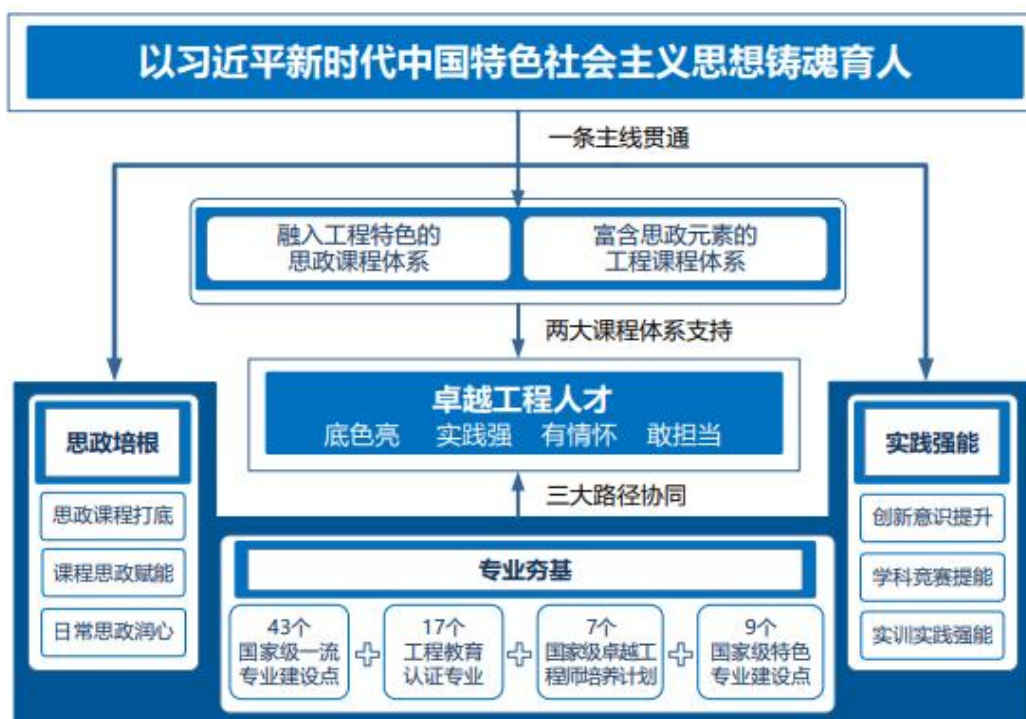 以习近平新时代中国特色社会主义思想铸魂育人
一条主线贯通
融入工程特色的
思政课程体系
富含思政元素的
工程课程体系
两大课程体系支持
卓越工程人才
底色亮 实践强 有情怀 敢担当
三大路径协同
思政培根
思政课程打底
课程思政赋能
日常思政润心
专业夯基
43个
国家级一流
专业建设点
17个
工程教育
认证专业
7个
国家级卓越工
程师培养计划
9个
国家级特色
专业建设点
实践强能
创新意识提升
学科竞赛提能
实训实践强能